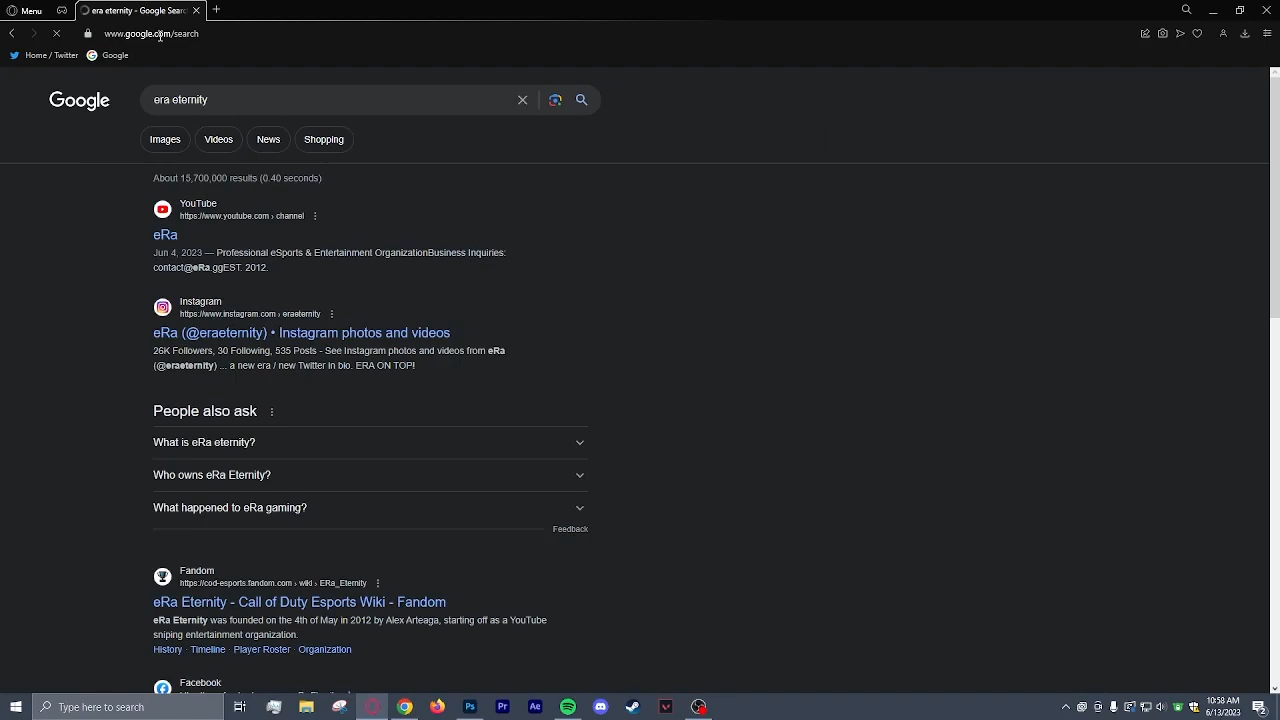 Menu
era eternity - Google Searc
www.google.com/search
Home / Twitter
Google
Google
era eternity
Images
Videos
News
Shopping
About 15,700,000 results (0.40 seconds)
YouTube
https://www.youtube.com › channel
eRa
Jun 4, 2023 — Professional eSports & Entertainment OrganizationBusiness Inquiries:
contact@eRa.ggEST. 2012.
Instagram
https://www.instagram.com › eraeternity
eRa (@eraeternity) • Instagram photos and videos
26K Followers, 30 Following, 535 Posts - See Instagram photos and videos from eRa
(@eraeternity) ... a new era / new Twitter in bio. ERA ON TOP!
People also ask
What is eRa eternity?
Who owns eRa Eternity?
What happened to eRa gaming?
Feedback
Fandom
https://cod-esports.fandom.com › wiki › ERa_Eternity
eRa Eternity - Call of Duty Esports Wiki - Fandom
eRa Eternity was founded on the 4th of May in 2012 by Alex Arteaga, starting off as a YouTube
sniping entertainment organization.
History · Timeline · Player Roster · Organization
Facebook
Type here to search
Ps
Pr
Ae
10:58 AM
6/13/2023
2